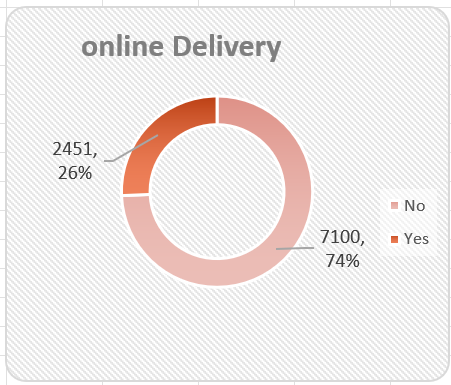 online Delivery
2451,
26%
No
Yes
7100,
74%